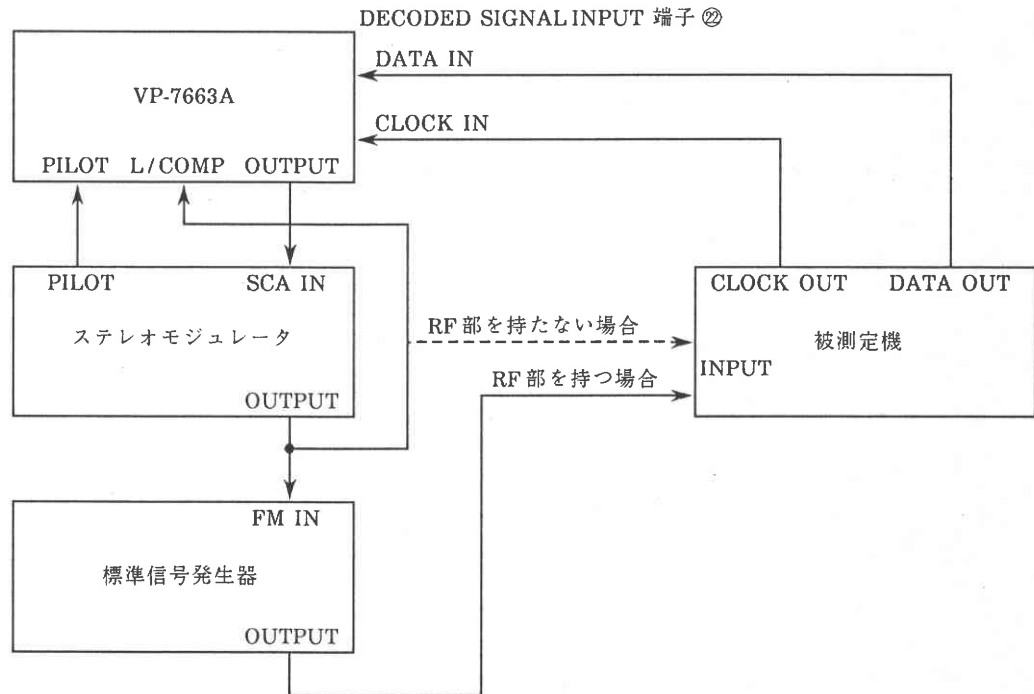 DECODED SIGNAL INPUT 端子 ㉒
DATA IN
VP-7663A
CLOCK IN
PILOT L/COMP OUTPUT
PILOT SCA IN
CLOCK OUT DATA OUT
ステレオモジュレータ
RF部を持たない場合
被測定機
INPUT
RF部を持つ場合
OUTPUT
FM IN
標準信号発生器
OUTPUT